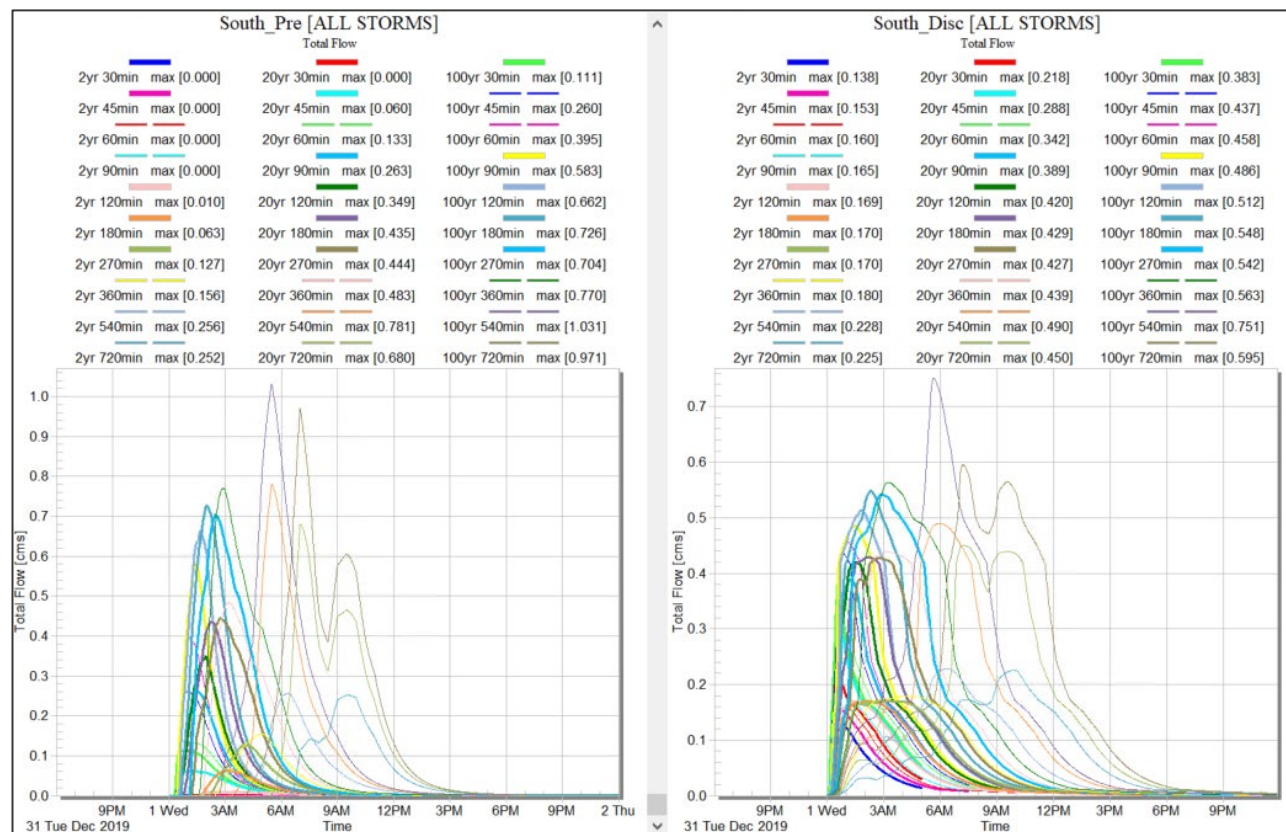 South_Pre [ALL STORMS]
Total Flow
2yr 30min max [0.000] 20yr 30min max [0.000] 100yr 30min max [0.111]
2yr 45min max [0.000] 20yr 45min max [0.060] 100yr 45min max [0.260]
2yr 60min max [0.000] 20yr 60min max [0.133] 100yr 60min max [0.395]
2yr 90min max [0.000] 20yr 90min max [0.263] 100yr 90min max [0.583]
2yr 120min max [0.010] 20yr 120min max [0.349] 100yr 120min max [0.662]
2yr 180min max [0.063] 20yr 180min max [0.435] 100yr 180min max [0.726]
2yr 270min max [0.127] 20yr 270min max [0.444] 100yr 270min max [0.704]
2yr 360min max [0.156] 20yr 360min max [0.483] 100yr 360min max [0.770]
2yr 540min max [0.256] 20yr 540min max [0.781] 100yr 540min max [1.031]
2yr 720min max [0.252] 20yr 720min max [0.680] 100yr 720min max [0.971]
Total Flow [cms]
1.0
0.9
0.8
0.7
0.6
0.5
0.4
0.3
0.2
0.1
0.0
9PM 1 Wed 3AM 6AM 9AM 12PM 3PM 6PM 9PM 2 Thu
31 Tue Dec 2019 Time
South_Disc [ALL STORMS]
Total Flow
2yr 30min max [0.138] 20yr 30min max [0.218] 100yr 30min max [0.383]
2yr 45min max [0.153] 20yr 45min max [0.288] 100yr 45min max [0.437]
2yr 60min max [0.160] 20yr 60min max [0.342] 100yr 60min max [0.458]
2yr 90min max [0.165] 20yr 90min max [0.389] 100yr 90min max [0.486]
2yr 120min max [0.169] 20yr 120min max [0.420] 100yr 120min max [0.512]
2yr 180min max [0.170] 20yr 180min max [0.429] 100yr 180min max [0.548]
2yr 270min max [0.170] 20yr 270min max [0.427] 100yr 270min max [0.542]
2yr 360min max [0.180] 20yr 360min max [0.439] 100yr 360min max [0.563]
2yr 540min max [0.228] 20yr 540min max [0.490] 100yr 540min max [0.751]
2yr 720min max [0.225] 20yr 720min max [0.450] 100yr 720min max [0.595]
Total Flow [cms]
0.7
0.6
0.5
0.4
0.3
0.2
0.1
0.0
9PM 1 Wed 3AM 6AM 9AM 12PM 3PM 6PM 9PM
31 Tue Dec 2019 Time